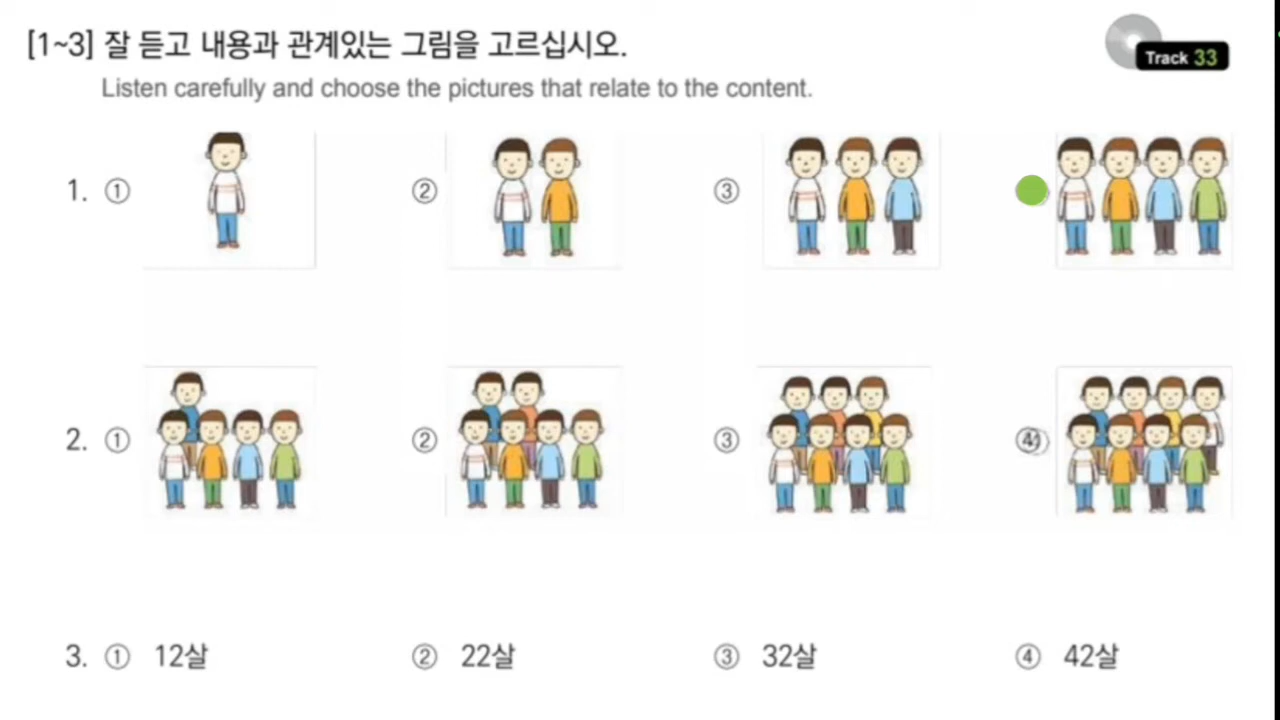 [1~3] 잘 듣고 내용과 관계있는 그림을 고르십시오.
Track 33
Listen carefully and choose the pictures that relate to the content.
1. ① ② ③
2. ① ② ③ ④
3. ① 12살 ② 22살 ③ 32살 ④ 42살